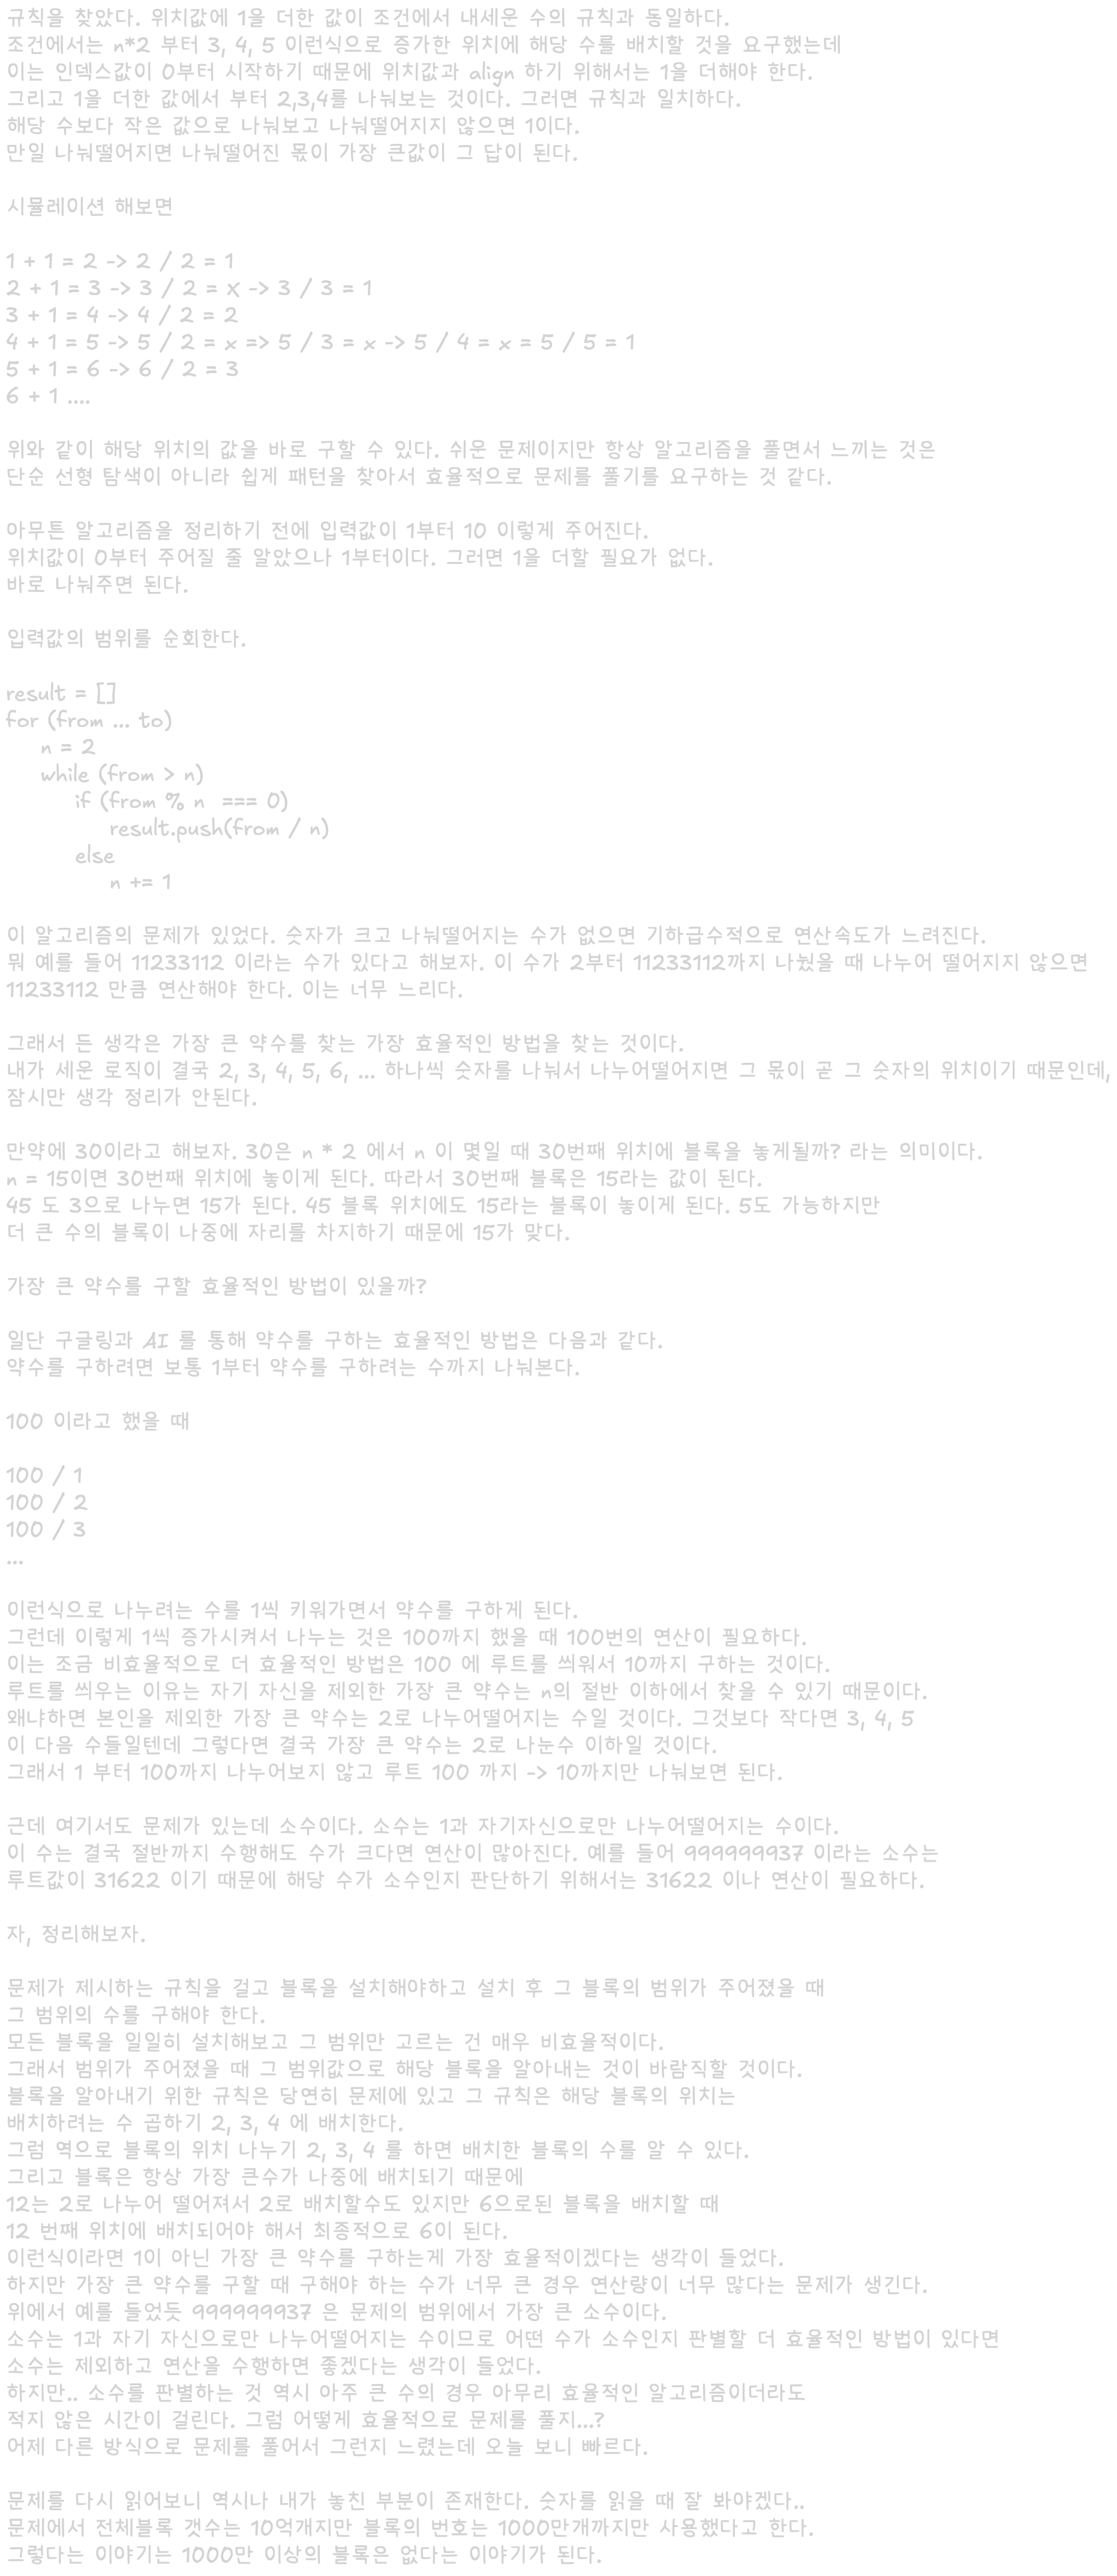 규칙을 찾았다. 위치값에 1을 더한 값이 조건에서 내세운 수의 규칙과 동일하다.
조건에서는 n*2 부터 3, 4, 5 이런식으로 증가한 위치에 해당 수를 배치할 것을 요구했는데
이는 인덱스값이 0부터 시작하기 때문에 위치값과 align 하기 위해서는 1을 더해야 한다.
그리고 1을 더한 값에서 부터 2,3,4를 나눠보는 것이다. 그러면 규칙과 일치하다.
해당 수보다 작은 값으로 나눠보고 나눠떨어지지 않으면 1이다.
만일 나눠떨어지면 나눠떨어진 몫이 가장 큰값이 그 답이 된다.
시뮬레이션 해보면
1 + 1 = 2 -> 2 / 2 = 1
2 + 1 = 3 -> 3 / 2 = X -> 3 / 3 = 1
3 + 1 = 4 -> 4 / 2 = 2
4 + 1 = 5 -> 5 / 2 = x => 5 / 3 = x -> 5 / 4 = x = 5 / 5 = 1
5 + 1 = 6 -> 6 / 2 = 3
6 + 1 ....
위와 같이 해당 위치의 값을 바로 구할 수 있다. 쉬운 문제이지만 항상 알고리즘을 풀면서 느끼는 것은
단순 선형 탐색이 아니라 쉽게 패턴을 찾아서 효율적으로 문제를 풀기를 요구하는 것 같다.
아무튼 알고리즘을 정리하기 전에 입력값이 1부터 10 이렇게 주어진다.
위치값이 0부터 주어질 줄 알았으나 1부터이다. 그러면 1을 더할 필요가 없다.
바로 나눠주면 된다.
입력값의 범위를 순회한다.
result = []
for (from ... to)
n = 2
while (from > n)
if (from % n === 0)
result.push(from / n)
else
n += 1
이 알고리즘의 문제가 있었다. 숫자가 크고 나눠떨어지는 수가 없으면 기하급수적으로 연산속도가 느려진다.
뭐 예를 들어 11233112 이라는 수가 있다고 해보자. 이 수가 2부터 11233112까지 나눴을 때 나누어 떨어지지 않으면
11233112 만큼 연산해야 한다. 이는 너무 느리다.
그래서 든 생각은 가장 큰 약수를 찾는 가장 효율적인 방법을 찾는 것이다.
내가 세운 로직이 결국 2, 3, 4, 5, 6, ... 하나씩 숫자를 나눠서 나누어떨어지면 그 몫이 곧 그 숫자의 위치이기 때문인데,
잠시만 생각 정리가 안된다.
만약에 30이라고 해보자. 30은 n * 2 에서 n 이 몇일 때 30번째 위치에 블록을 놓게될까? 라는 의미이다.
n = 15이면 30번째 위치에 놓이게 된다. 따라서 30번째 블록은 15라는 값이 된다.
45 도 3으로 나누면 15가 된다. 45 블록 위치에도 15라는 블록이 놓이게 된다. 5도 가능하지만
더 큰 수의 블록이 나중에 자리를 차지하기 때문에 15가 맞다.
가장 큰 약수를 구할 효율적인 방법이 있을까?
일단 구글링과 AI 를 통해 약수를 구하는 효율적인 방법은 다음과 같다.
약수를 구하려면 보통 1부터 약수를 구하려는 수까지 나눠본다.
100 이라고 했을 때
100 / 1
100 / 2
100 / 3
...
이런식으로 나누려는 수를 1씩 키워가면서 약수를 구하게 된다.
그런데 이렇게 1씩 증가시켜서 나누는 것은 100까지 했을 때 100번의 연산이 필요하다.
이는 조금 비효율적으로 더 효율적인 방법은 100 에 루트를 씌워서 10까지 구하는 것이다.
루트를 씌우는 이유는 자기 자신을 제외한 가장 큰 약수는 n의 절반 이하에서 찾을 수 있기 때문이다.
왜냐하면 본인을 제외한 가장 큰 약수는 2로 나누어떨어지는 수일 것이다. 그것보다 작다면 3, 4, 5
이 다음 수들일텐데 그렇다면 결국 가장 큰 약수는 2로 나눈수 이하일 것이다.
그래서 1 부터 100까지 나누어보지 않고 루트 100 까지 -> 10까지만 나눠보면 된다.
근데 여기서도 문제가 있는데 소수이다. 소수는 1과 자기자신으로만 나누어떨어지는 수이다.
이 수는 결국 절반까지 수행해도 수가 크다면 연산이 많아진다. 예를 들어 999999937 이라는 소수는
루트값이 31622 이기 때문에 해당 수가 소수인지 판단하기 위해서는 31622 이나 연산이 필요하다.
자, 정리해보자.
문제가 제시하는 규칙을 걸고 블록을 설치해야하고 설치 후 그 블록의 범위가 주어졌을 때
그 범위의 수를 구해야 한다.
모든 블록을 일일히 설치해보고 그 범위만 고르는 건 매우 비효율적이다.
그래서 범위가 주어졌을 때 그 범위값으로 해당 블록을 알아내는 것이 바람직할 것이다.
블록을 알아내기 위한 규칙은 당연히 문제에 있고 그 규칙은 해당 블록의 위치는
배치하려는 수 곱하기 2, 3, 4 에 배치한다.
그럼 역으로 블록의 위치 나누기 2, 3, 4 를 하면 배치한 블록의 수를 알 수 있다.
그리고 블록은 항상 가장 큰수가 나중에 배치되기 때문에
12는 2로 나누어 떨어져서 2로 배치할수도 있지만 6으로된 블록을 배치할 때
12 번째 위치에 배치되어야 해서 최종적으로 6이 된다.
이런식이라면 1이 아닌 가장 큰 약수를 구하는게 가장 효율적이겠다는 생각이 들었다.
하지만 가장 큰 약수를 구할 때 구해야 하는 수가 너무 큰 경우 연산량이 너무 많다는 문제가 생긴다.
위에서 예를 들었듯 999999937 은 문제의 범위에서 가장 큰 소수이다.
소수는 1과 자기 자신으로만 나누어떨어지는 수이므로 어떤 수가 소수인지 판별할 더 효율적인 방법이 있다면
소수는 제외하고 연산을 수행하면 좋겠다는 생각이 들었다.
하지만.. 소수를 판별하는 것 역시 아주 큰 수의 경우 아무리 효율적인 알고리즘이더라도
적지 않은 시간이 걸린다. 그럼 어떻게 효율적으로 문제를 풀지...?
어제 다른 방식으로 문제를 풀어서 그런지 느렸는데 오늘 보니 빠르다.
문제를 다시 읽어보니 역시나 내가 놓친 부분이 존재한다. 숫자를 읽을 때 잘 봐야겠다..
문제에서 전체블록 갯수는 10억개지만 블록의 번호는 1000만개까지만 사용했다고 한다.
그렇다는 이야기는 1000만 이상의 블록은 없다는 이야기가 된다.